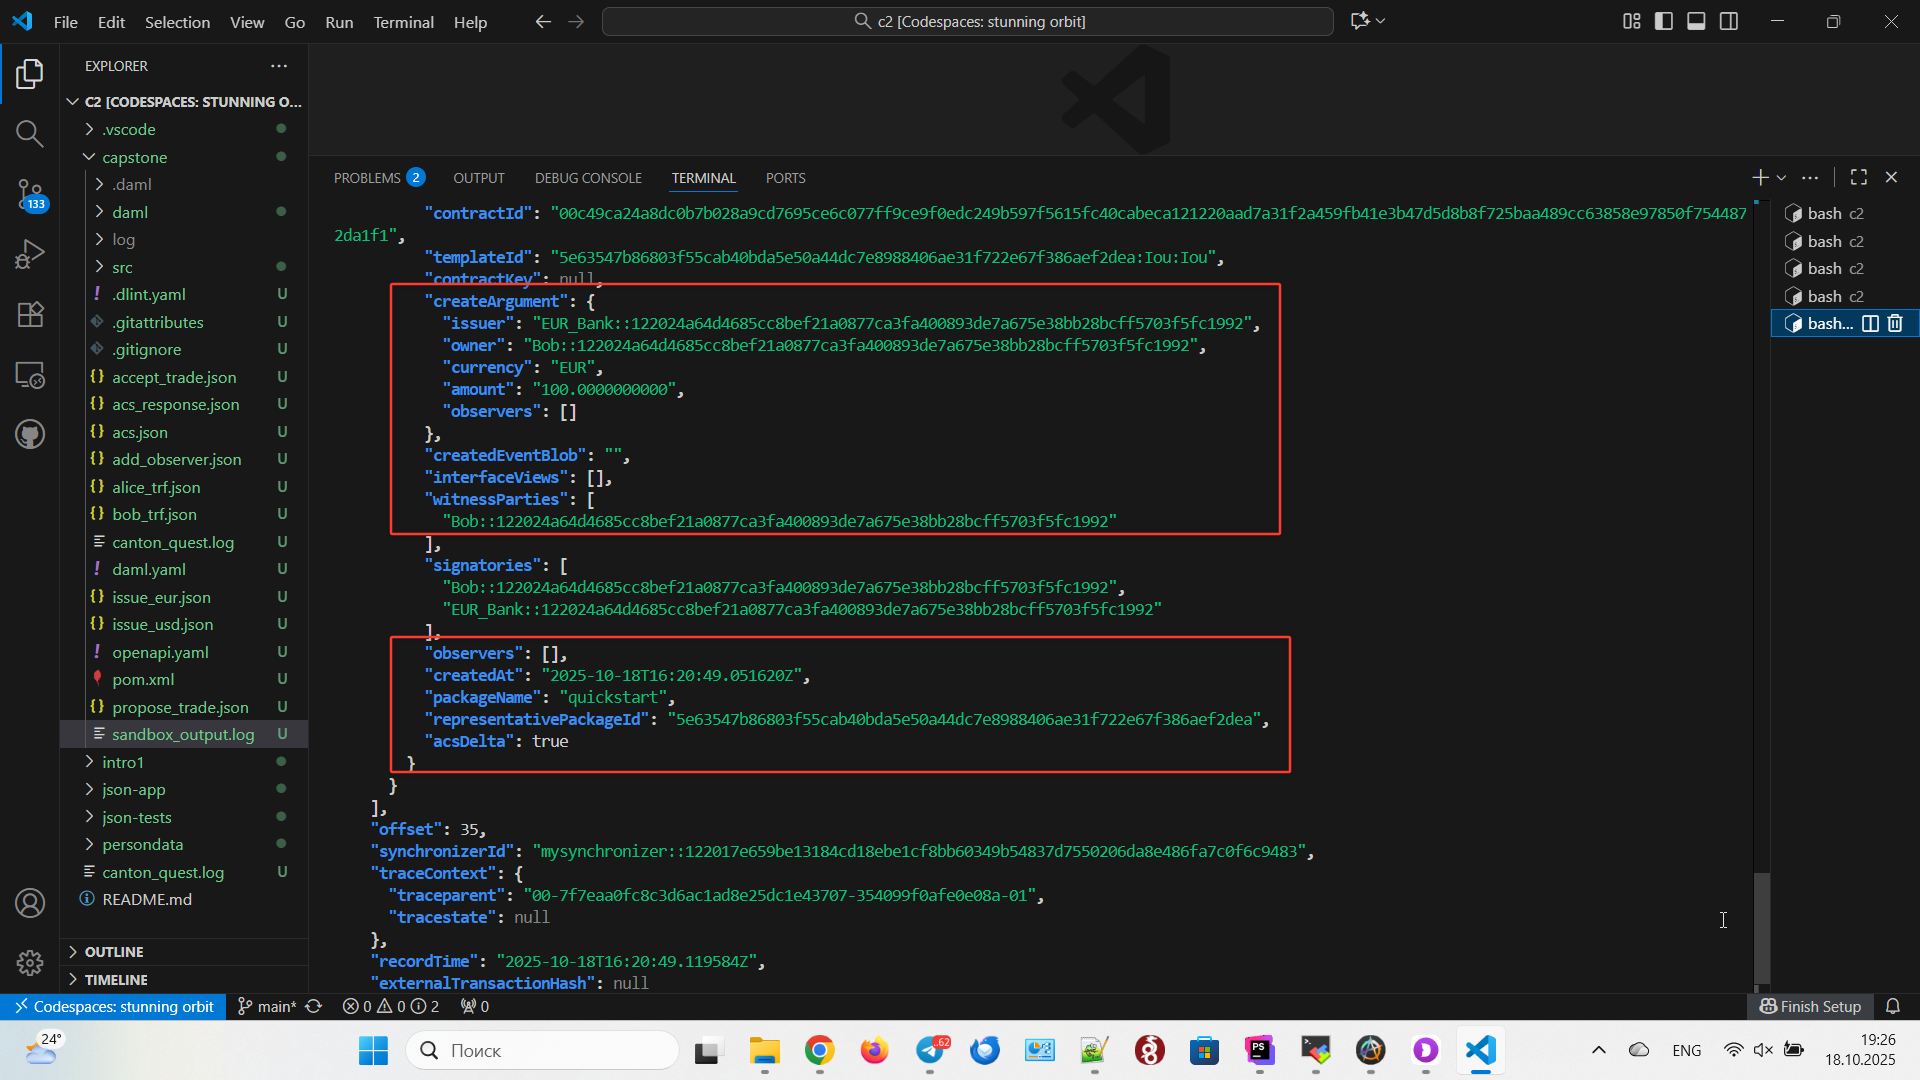 File Edit Selection View Go Run Terminal Help
c2 [Codespaces: stunning orbit]
EXPLORER
C2 [CODESPACES: STUNNING O...
.vscode
capstone
.daml
daml
log
src
.dlint.yaml U
.gitattributes U
.gitignore U
accept_trade.json U
acs_response.json U
acs.json U
add_observer.json U
alice_trf.json U
bob_trf.json U
canton_quest.log U
daml.yaml U
issue_eur.json U
issue_usd.json U
openapi.yaml U
pom.xml U
propose_trade.json U
sandbox_output.log U
intro1
json-app
json-tests
persondata
canton_quest.log U
README.md
OUTLINE
TIMELINE
133
PROBLEMS 2 OUTPUT DEBUG CONSOLE TERMINAL PORTS
"contractId": "00c49ca24a8dc0b7b028a9cd7695ce6c077ff9ce9f0edc249b597f5615fc40cabeca121220aad7a31f2a459fb41e3b47d5d8b8f725baa489cc63858e97850f754487
2da1f1",
"templateId": "5e63547b86803f55cab40bda5e50a44dc7e8988406ae31f722e67f386aef2dea:Iou:Iou",
"contractKey": null,
"createArgument": {
"issuer": "EUR_Bank::122024a64d4685cc8bef21a0877ca3fa400893de7a675e38bb28bcff5703f5fc1992",
"owner": "Bob::122024a64d4685cc8bef21a0877ca3fa400893de7a675e38bb28bcff5703f5fc1992",
"currency": "EUR",
"amount": "100.0000000000",
"observers": []
},
"createdEventBlob": "",
"interfaceViews": [],
"witnessParties": [
"Bob::122024a64d4685cc8bef21a0877ca3fa400893de7a675e38bb28bcff5703f5fc1992"
],
"signatories": [
"Bob::122024a64d4685cc8bef21a0877ca3fa400893de7a675e38bb28bcff5703f5fc1992",
"EUR_Bank::122024a64d4685cc8bef21a0877ca3fa400893de7a675e38bb28bcff5703f5fc1992"
],
"observers": [],
"createdAt": "2025-10-18T16:20:49.051620Z",
"packageName": "quickstart",
"representativePackageId": "5e63547b86803f55cab40bda5e50a44dc7e8988406ae31f722e67f386aef2dea",
"acsDelta": true
}
}
],
"offset": 35,
"synchronizerId": "mysynchronizer::122017e659be13184cd18ebe1cf8bb60349b54837d7550206da8e486fa7c0f6c9483",
"traceContext": {
"traceparent": "00-7f7eaa0fc8c3d6ac1ad8e25dc1e43707-354099f0afe0e08a-01",
"tracestate": null
},
"recordTime": "2025-10-18T16:20:49.119584Z",
"externalTransactionHash": null
bash c2
bash c2
bash c2
bash c2
bash...
Codespaces: stunning orbit main* 0 0 2 0 Finish Setup
24°
Поиск
62
PS
ENG
19:26
18.10.2025